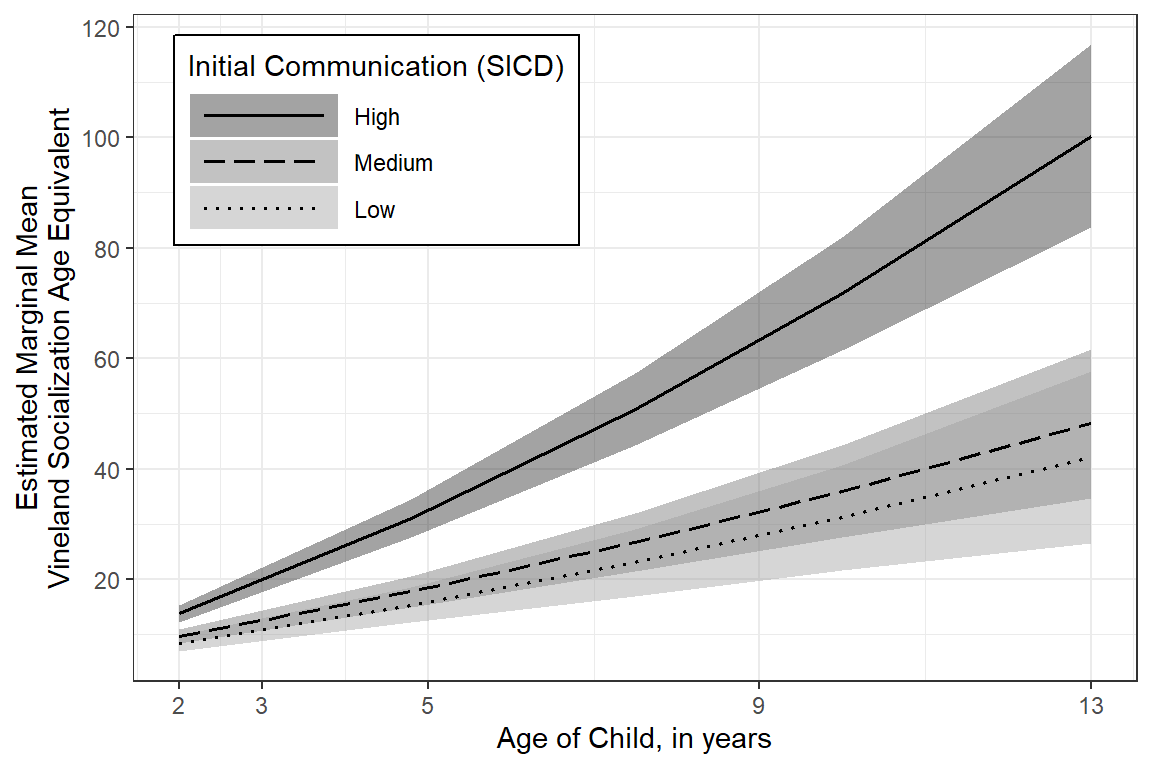 120
100
80
60
40
20
Estimated Marginal Mean
Vineland Socialization Age Equivalent
Initial Communication (SICD)
High
Medium
Low
2 3 5 9 13
Age of Child, in years